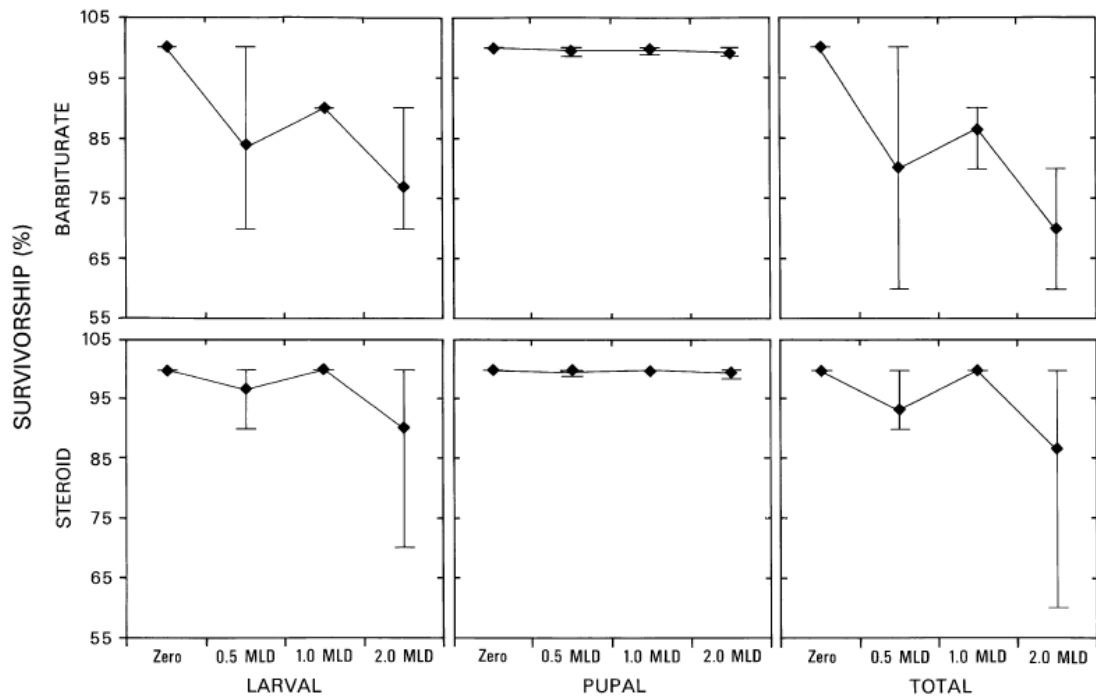 SURVIVORSHIP (%)
BARBITURATE
105
95
85
75
65
55
STEROID
105
95
85
75
65
55
Zero 0.5 MLD 1.0 MLD 2.0 MLD
Zero 0.5 MLD 1.0 MLD 2.0 MLD
Zero 0.5 MLD 1.0 MLD 2.0 MLD
LARVAL PUPAL TOTAL